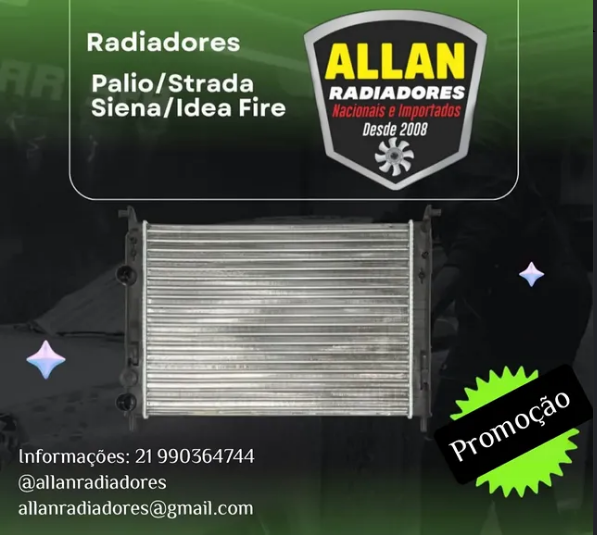 Radiadores
Palio/Strada
Siena/Idea Fire
ALLAN
RADIADORES
Nacionais e Importados
Desde 2008
Promoção
Informações: 21 990364744
@allanradiadores
allanradiadores@gmail.com